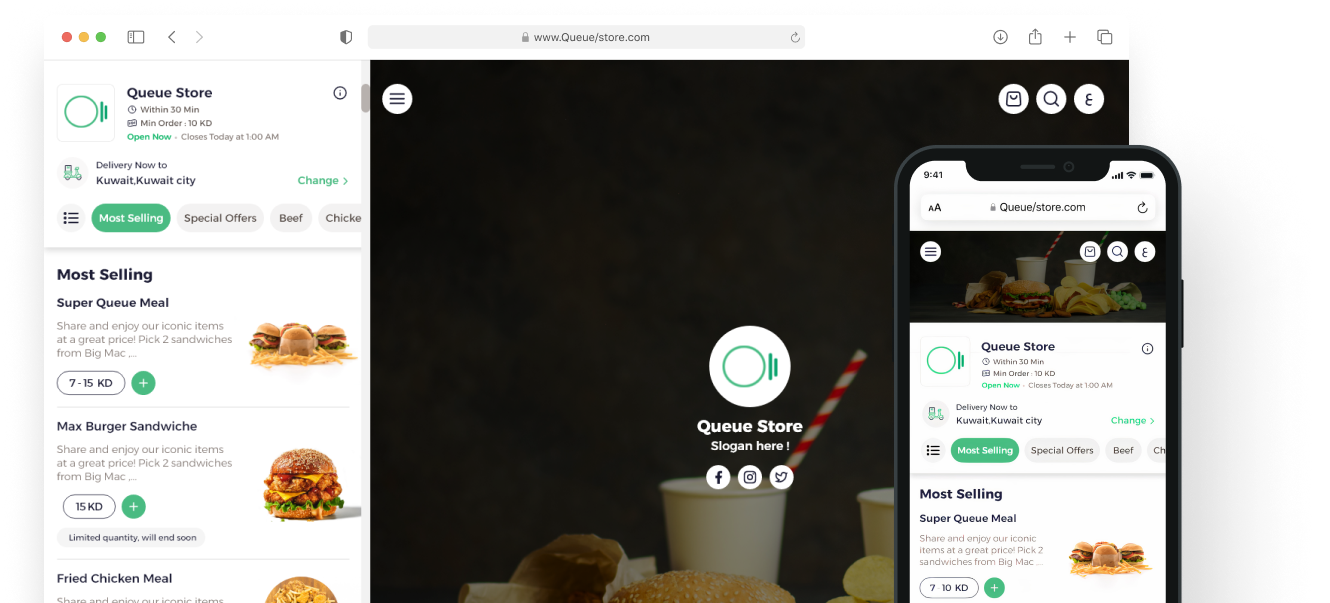 www.Queue/store.com
Queue Store
Within 30 Min
Min Order : 10 KD
Open Now - Closes Today at 1:00 AM
Delivery Now to
Kuwait,Kuwait city
Change >
Most Selling
Special Offers
Beef
Chicke
Most Selling
Super Queue Meal
Share and enjoy our iconic items
at a great price! Pick 2 sandwiches
from Big Mac ,...
7 - 15 KD
+
Max Burger Sandwiche
Share and enjoy our iconic items
at a great price! Pick 2 sandwiches
from Big Mac ,...
15 KD
+
Limited quantity, will end soon
Fried Chicken Meal
Share and enjoy our iconic items
ع
Queue Store
Slogan here !
9:41
AA
Queue/store.com
ع
Queue Store
Within 30 Min
Min Order : 10 KD
Open Now - Closes Today at 1:00 AM
Delivery Now to
Kuwait,Kuwait city
Change >
Most Selling
Special Offers
Beef
Ch
Most Selling
Super Queue Meal
Share and enjoy our iconic
items at a great price! Pick 2
sandwiches from Big Mac ...
7 - 10 KD
+